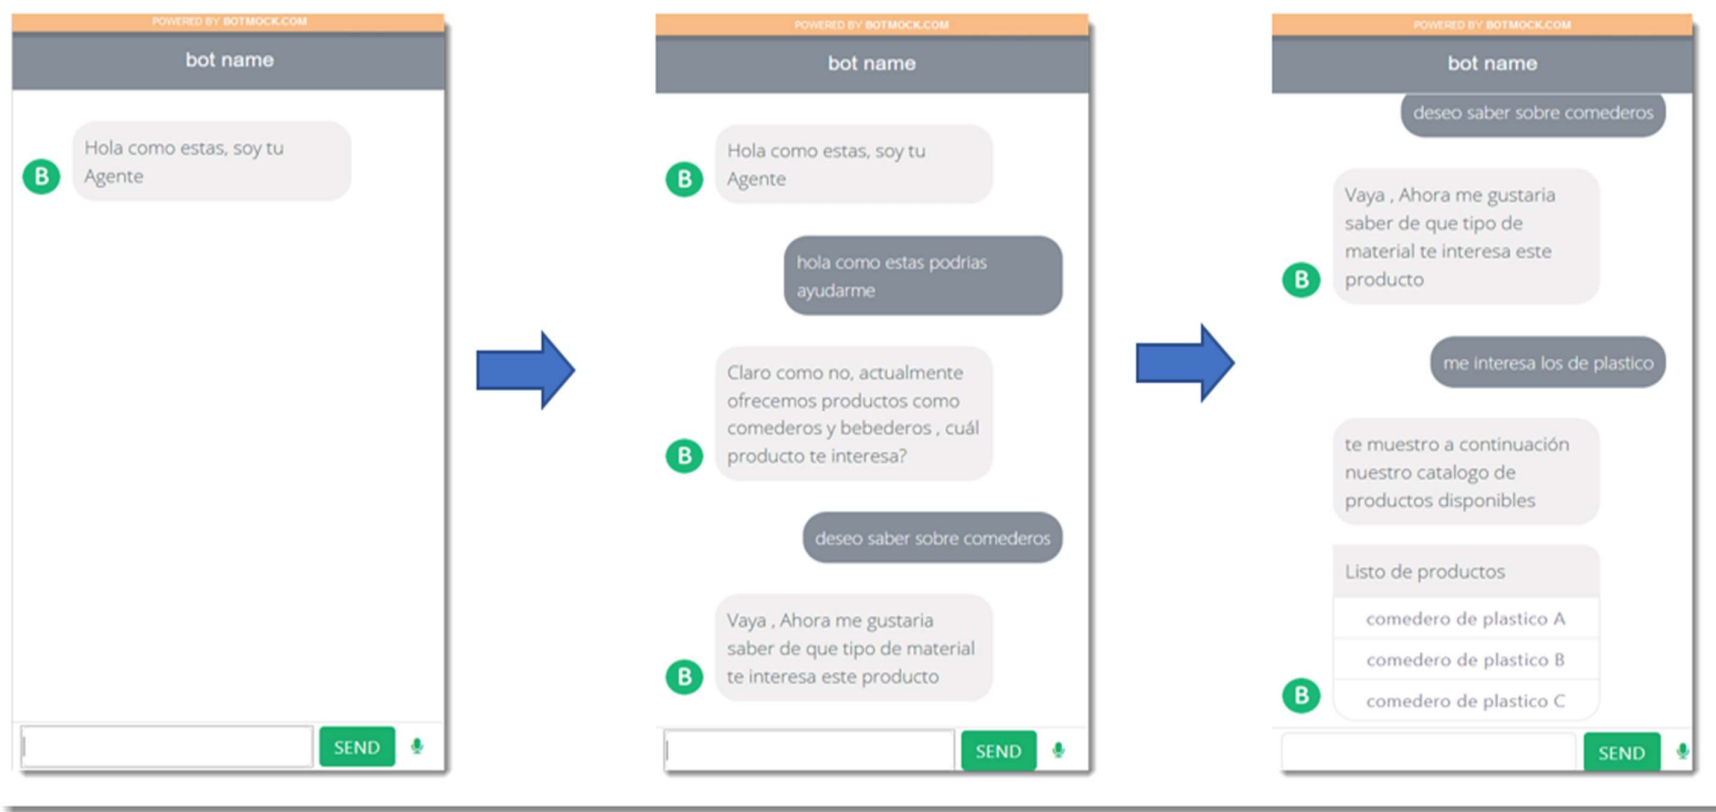 POWERED BY BOTMOCK.COM
bot name
Hola como estas, soy tu
Agente
B
SEND
POWERED BY BOTMOCK.COM
bot name
Hola como estas, soy tu
Agente
B
hola como estas podrias
ayudarme
Claro como no, actualmente
ofrecemos productos como
comederos y bebederos , cuál
producto te interesa?
B
deseo saber sobre comederos
Vaya , Ahora me gustaria
saber de que tipo de material
te interesa este producto
B
SEND
POWERED BY BOTMOCK.COM
bot name
deseo saber sobre comederos
Vaya , Ahora me gustaria
saber de que tipo de
material te interesa este
producto
B
me interesa los de plastico
te muestro a continuación
nuestro catalogo de
productos disponibles
Listo de productos
comedero de plastico A
comedero de plastico B
comedero de plastico C
B
SEND